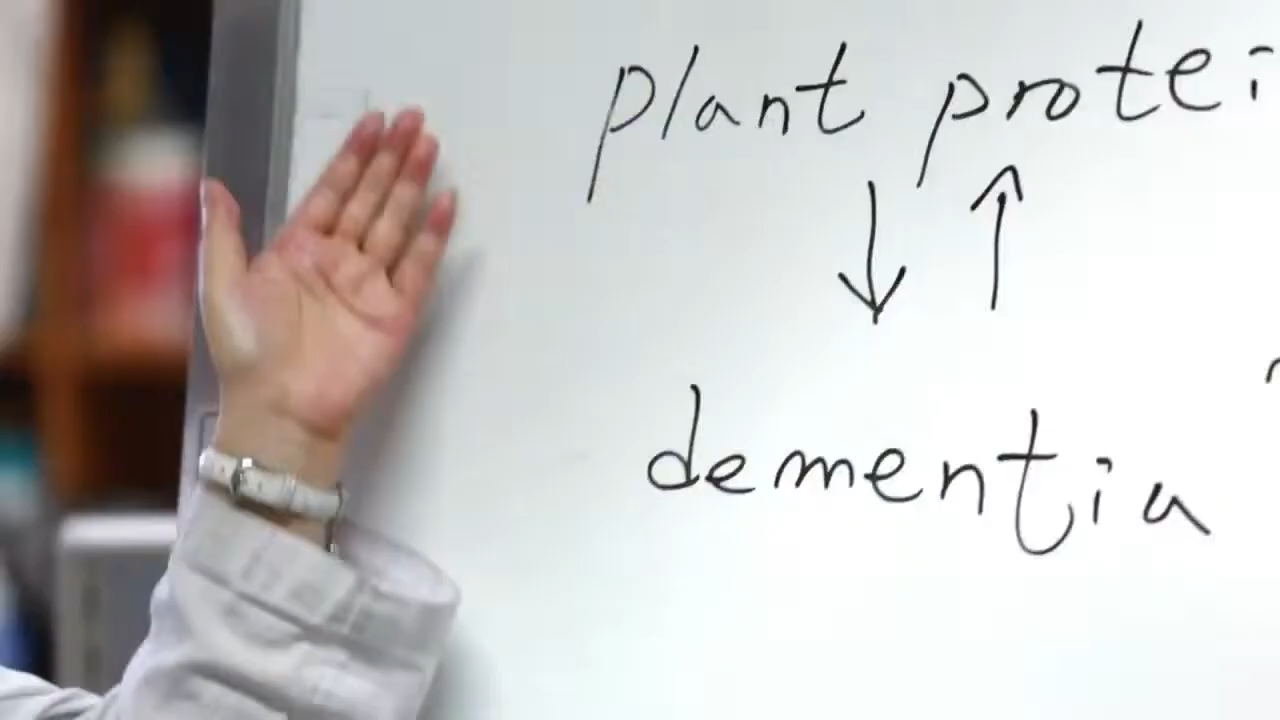 plant protei
↓ ↑
dementia